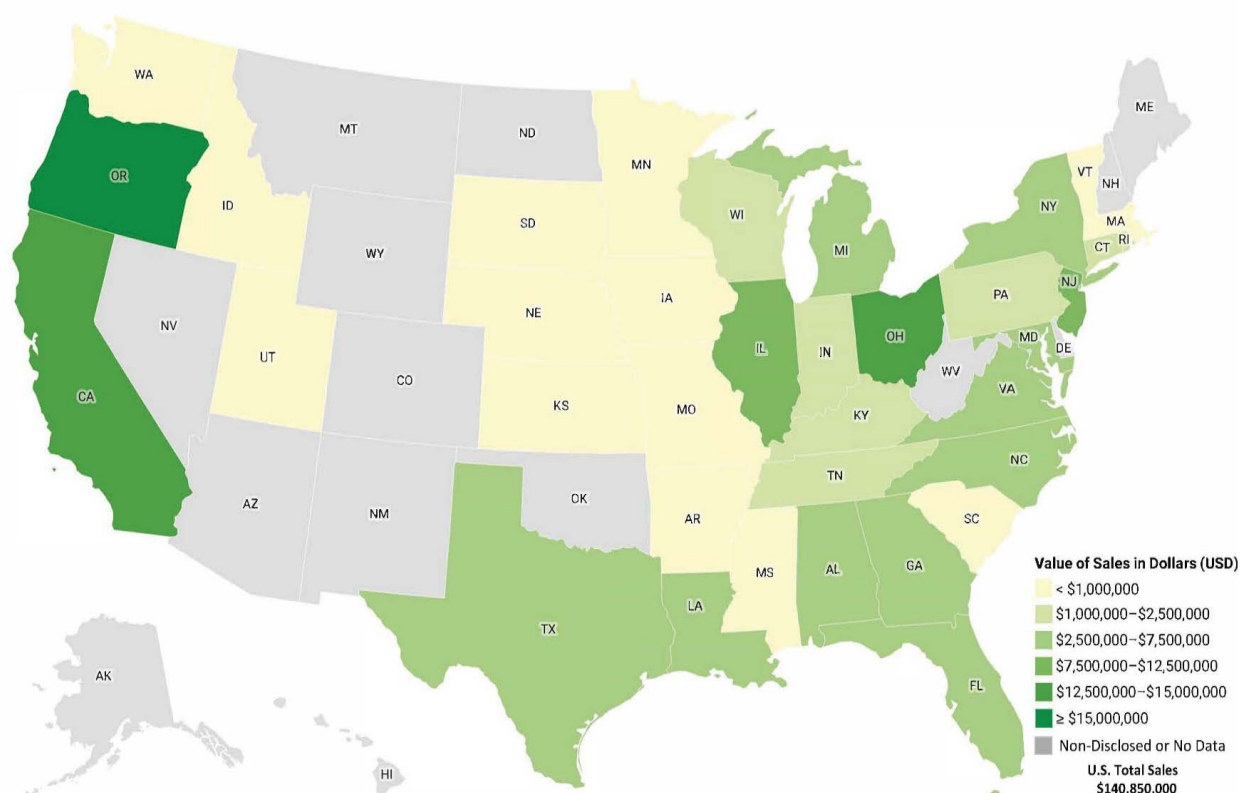 WA
MT
ND
ME
MN
OR
VT
NH
ID
SD
WI
NY
MA
CT
RI
MI
WY
NJ
PA
IA
NE
NV
OH
MD
DE
IL
IN
UT
CO
WV
VA
CA
KS
MO
KY
NC
TN
AZ
NM
OK
AR
SC
MS
AL
GA
LA
TX
FL
AK
HI
Value of Sales in Dollars (USD)
< $1,000,000
$1,000,000–$2,500,000
$2,500,000–$7,500,000
$7,500,000–$12,500,000
$12,500,000–$15,000,000
≥ $15,000,000
Non-Disclosed or No Data
U.S. Total Sales
$140,850,000